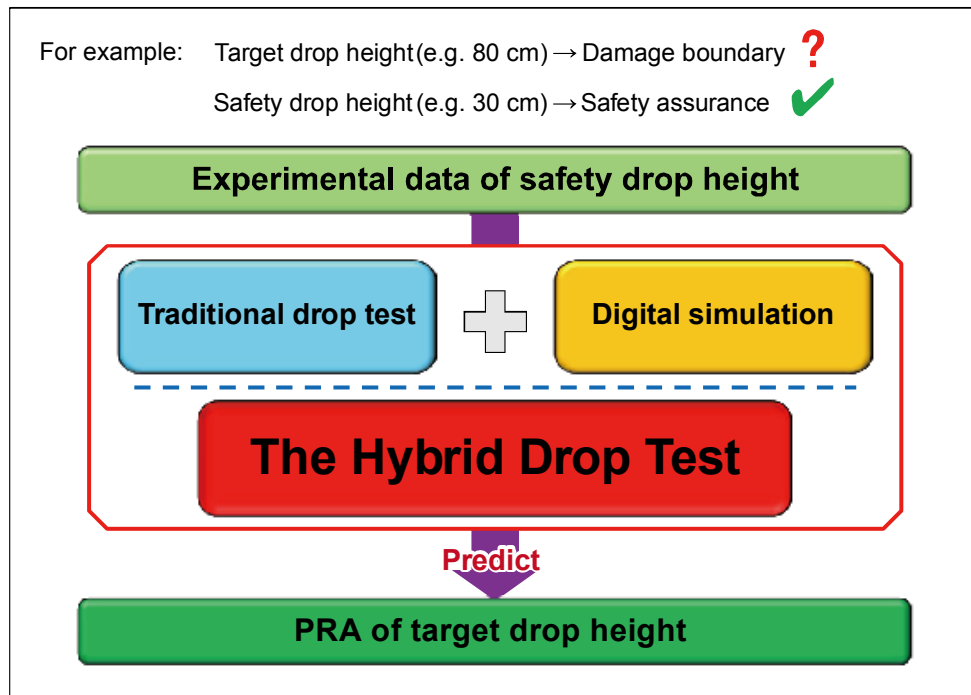 For example: Target drop height (e.g. 80 cm) → Damage boundary ?
Safety drop height (e.g. 30 cm) → Safety assurance ✔
Experimental data of safety drop height
Traditional drop test + Digital simulation
The Hybrid Drop Test
Predict
PRA of target drop height